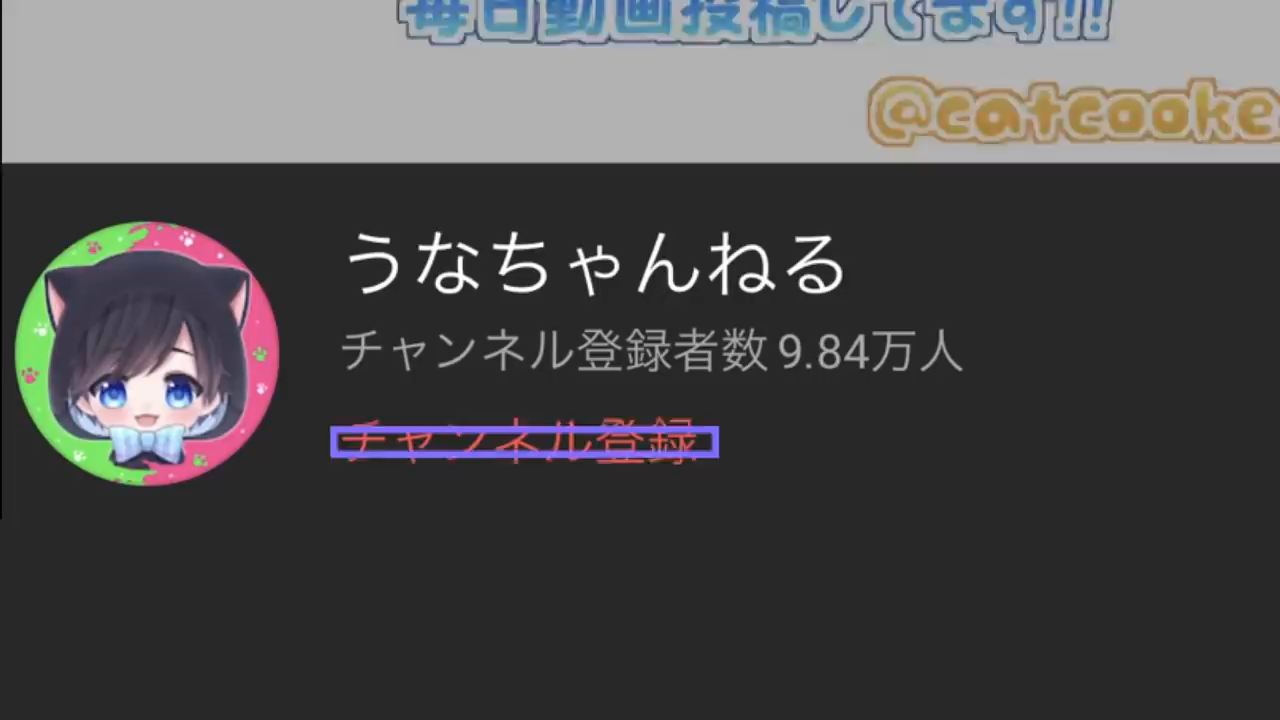 毎日動画投稿してます!!
@catcooke
うなちゃんねる
チャンネル登録者数 9.84万人
チャンネル登録